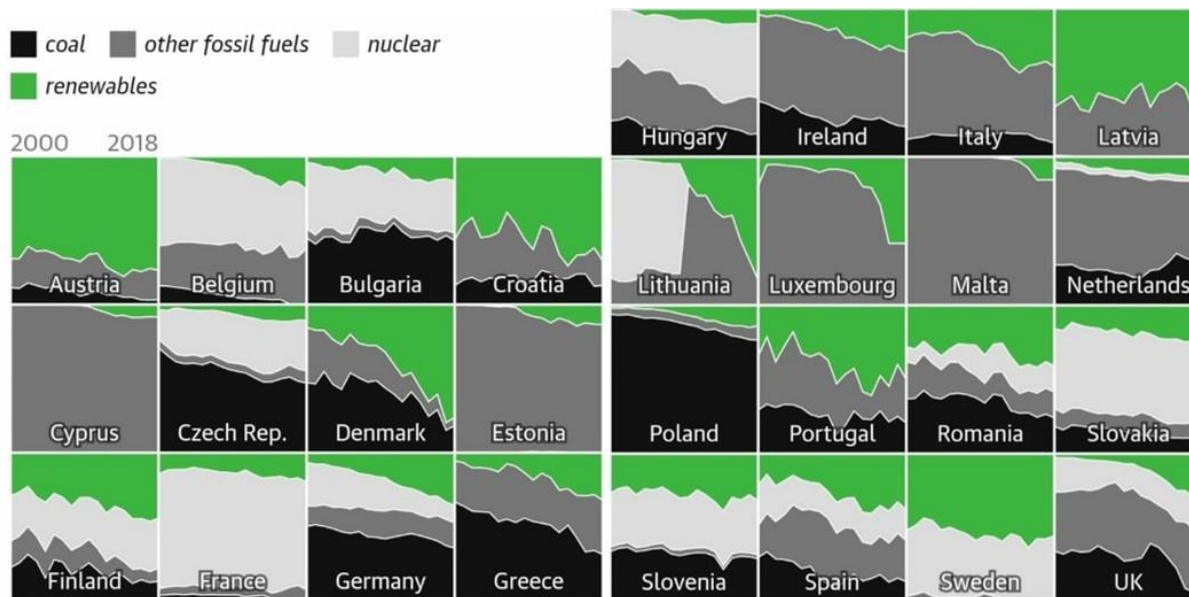 coal other fossil fuels nuclear
renewables
2000 2018
Hungary Ireland Italy Latvia
Austria Belgium Bulgaria Croatia
Lithuania Luxembourg Malta Netherlands
Cyprus Czech Rep. Denmark Estonia
Poland Portugal Romania Slovakia
Finland France Germany Greece
Slovenia Spain Sweden UK